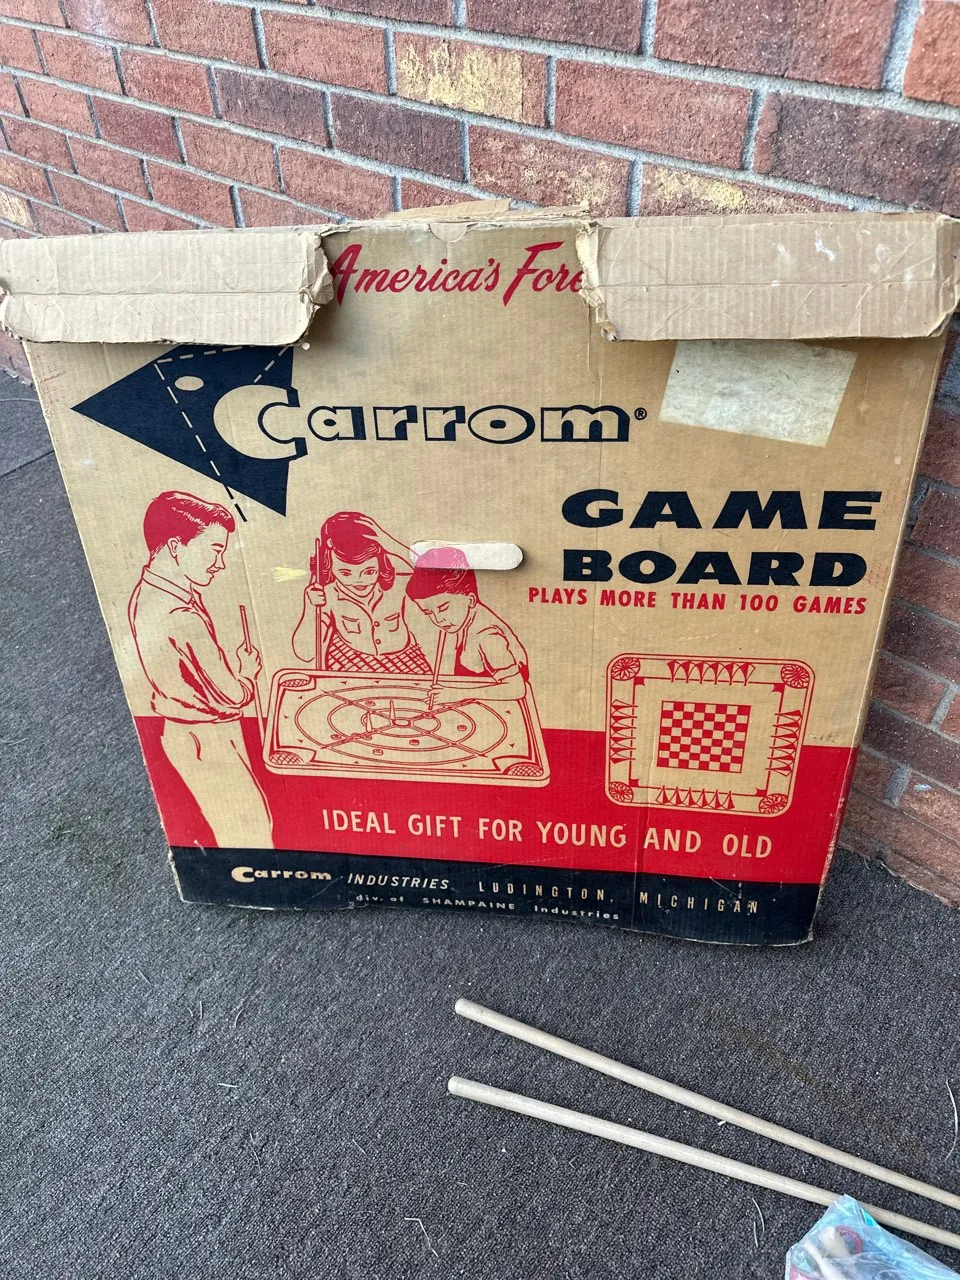 America's Fore
Carrom®
GAME
BOARD
PLAYS MORE THAN 100 GAMES
IDEAL GIFT FOR YOUNG AND OLD
Carrom INDUSTRIES LUDINGTON, MICHIGAN
div. of SHAMPAINE Industries